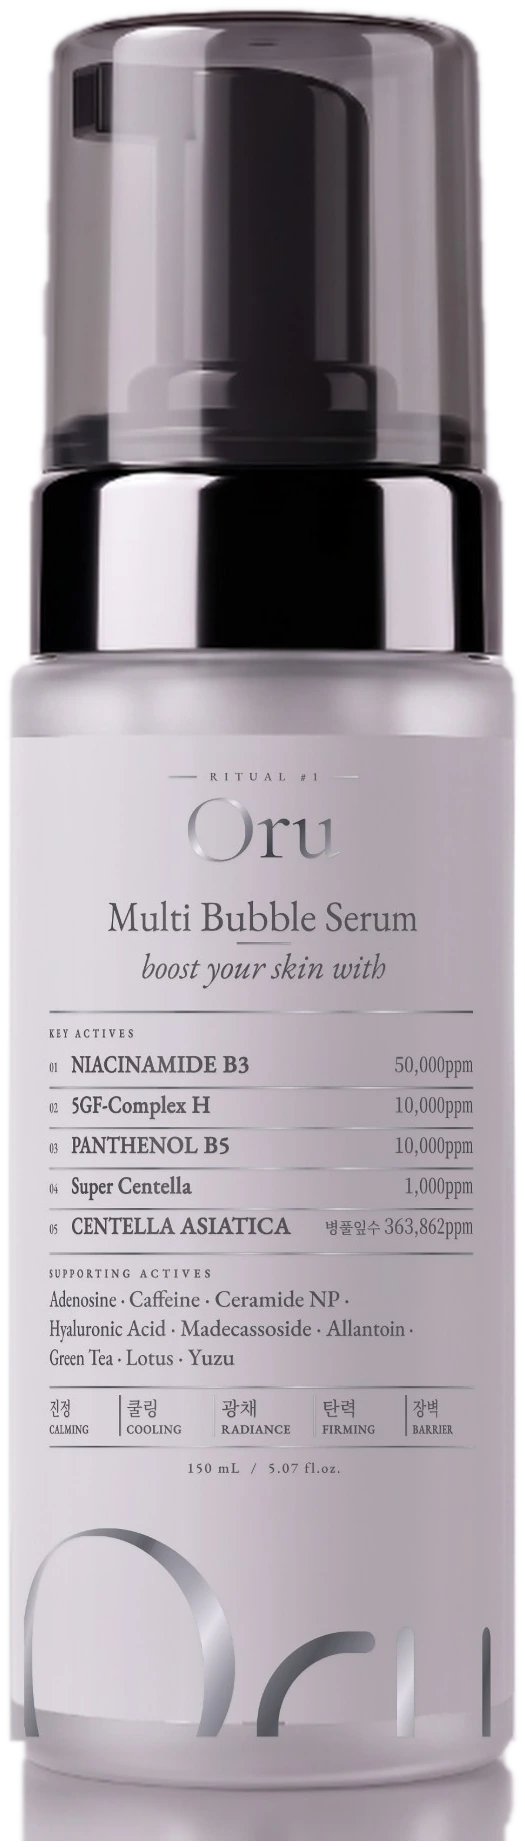 RITUAL #1
Oru
Multi Bubble Serum
boost your skin with
KEY ACTIVES
01 NIACINAMIDE B3 50,000ppm
02 5GF-Complex H 10,000ppm
03 PANTHENOL B5 10,000ppm
04 Super Centella 1,000ppm
05 CENTELLA ASIATICA 병풀잎수 363,862ppm
SUPPORTING ACTIVES
Adenosine · Caffeine · Ceramide NP ·
Hyaluronic Acid · Madecassoside · Allantoin ·
Green Tea · Lotus · Yuzu
진정 쿨링 광채 탄력 장벽
CALMING COOLING RADIANCE FIRMING BARRIER
150 mL / 5.07 fl.oz.
Oru